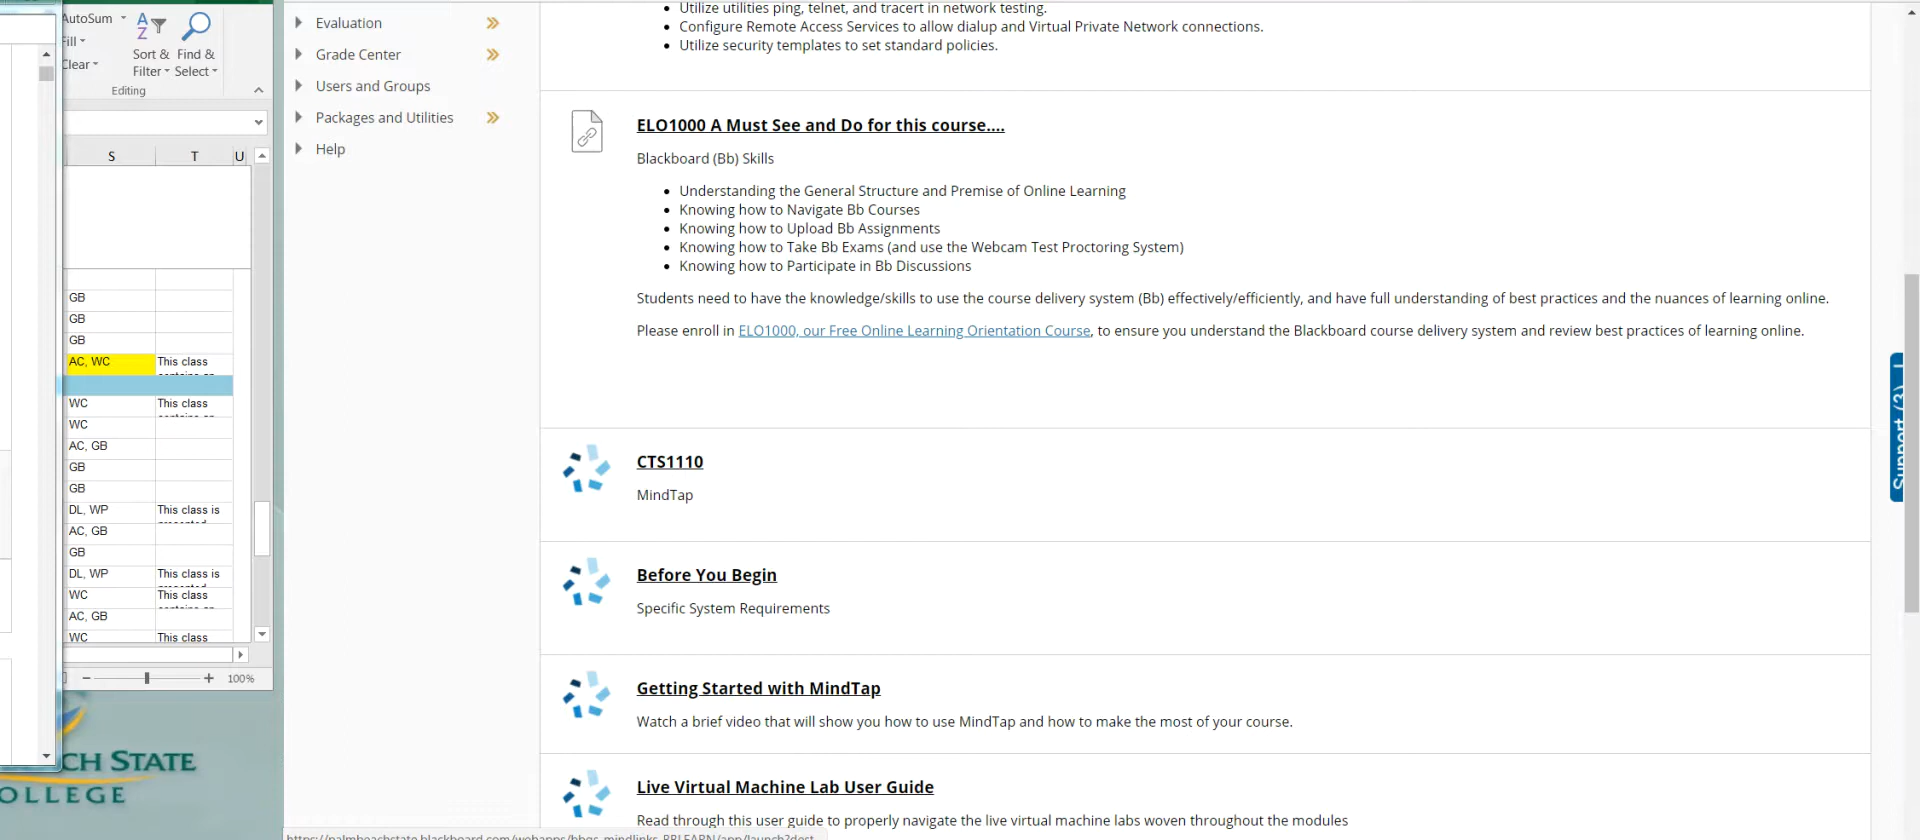 AutoSum
Fill
Clear
Sort & Filter
Find & Select
Editing
S T U
GB
GB
GB
AC, WC This class
WC This class
WC
AC, GB
GB
GB
DL, WP This class is
AC, GB
GB
DL, WP This class is
WC This class
AC, GB
WC This class
100%
CH STATE
OLLEGE
Evaluation
Grade Center
Users and Groups
Packages and Utilities
Help
Utilize utilities ping, telnet, and tracert in network testing.
Configure Remote Access Services to allow dialup and Virtual Private Network connections.
Utilize security templates to set standard policies.
ELO1000 A Must See and Do for this course....
Blackboard (Bb) Skills
Understanding the General Structure and Premise of Online Learning
Knowing how to Navigate Bb Courses
Knowing how to Upload Bb Assignments
Knowing how to Take Bb Exams (and use the Webcam Test Proctoring System)
Knowing how to Participate in Bb Discussions
Students need to have the knowledge/skills to use the course delivery system (Bb) effectively/efficiently, and have full understanding of best practices and the nuances of learning online.
Please enroll in ELO1000, our Free Online Learning Orientation Course, to ensure you understand the Blackboard course delivery system and review best practices of learning online.
CTS1110
MindTap
Before You Begin
Specific System Requirements
Getting Started with MindTap
Watch a brief video that will show you how to use MindTap and how to make the most of your course.
Live Virtual Machine Lab User Guide
Read through this user guide to properly navigate the live virtual machine labs woven throughout the modules
Support (3)